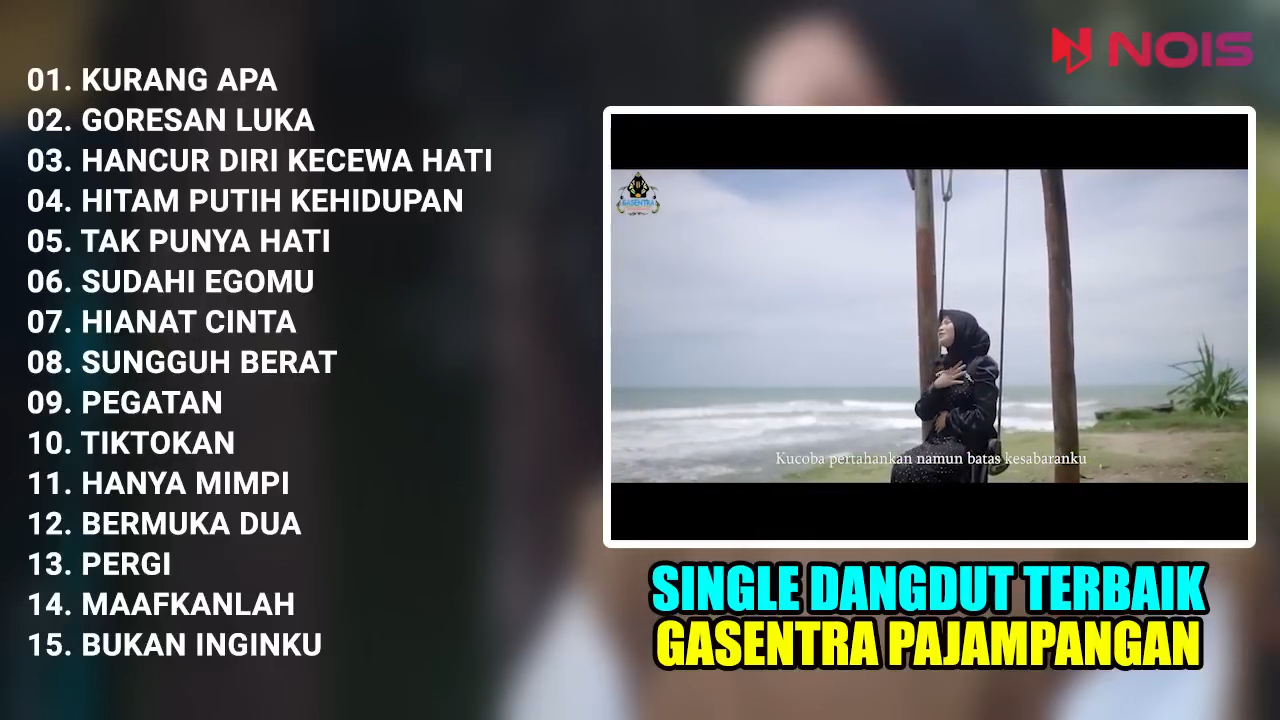 NOIS
01. KURANG APA
02. GORESAN LUKA
03. HANCUR DIRI KECEWA HATI
04. HITAM PUTIH KEHIDUPAN
05. TAK PUNYA HATI
06. SUDAHI EGOMU
07. HIANAT CINTA
08. SUNGGUH BERAT
09. PEGATAN
10. TIKTOKAN
11. HANYA MIMPI
12. BERMUKA DUA
13. PERGI
14. MAAFKANLAH
15. BUKAN INGINKU
GASENTRA
Kucoba pertahankan namun batas kesabaranku
SINGLE DANGDUT TERBAIK
GASENTRA PAJAMPANGAN